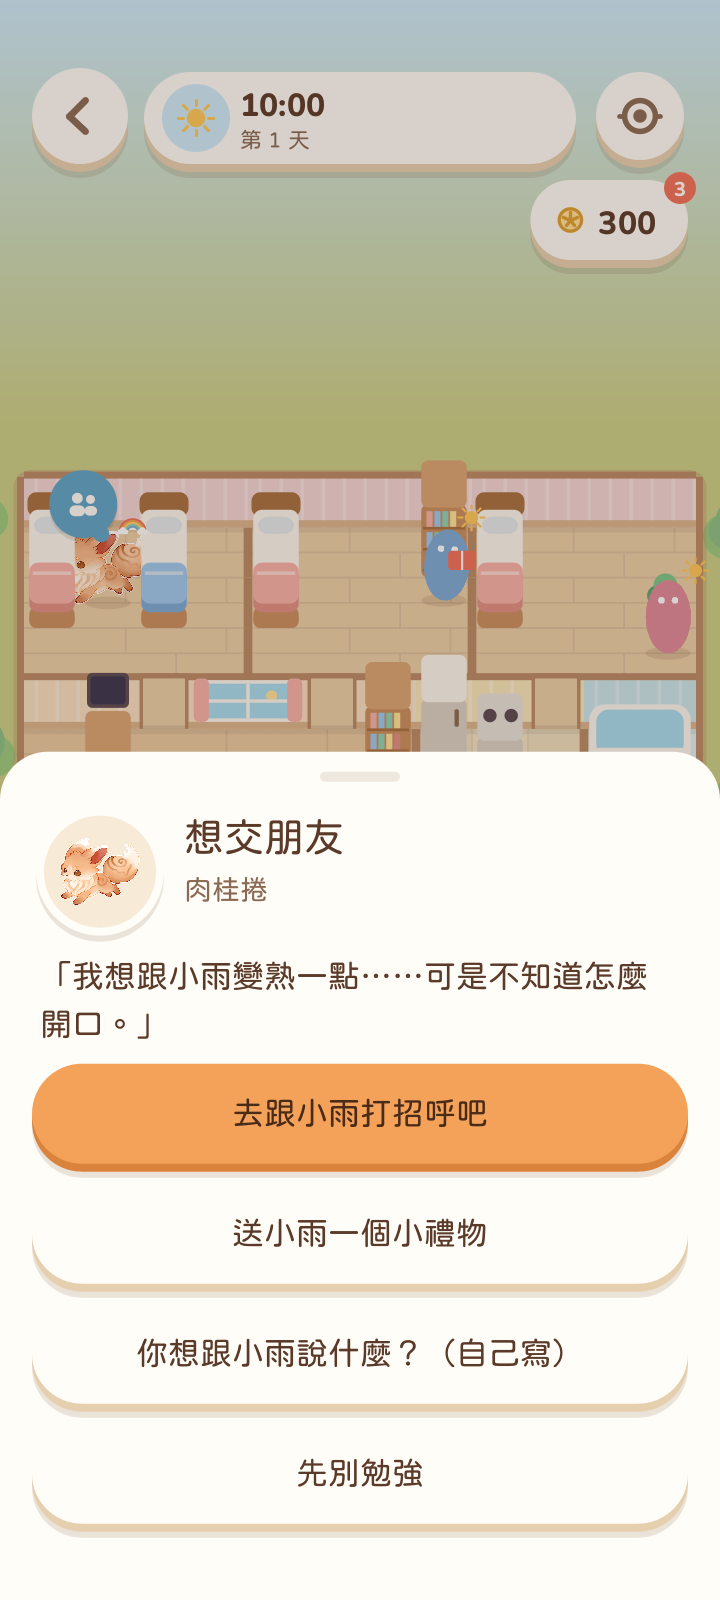 10:00
第 1 天
3
300
想交朋友
肉桂捲
「我想跟小雨變熟一點⋯⋯可是不知道怎麼
開口。」
去跟小雨打招呼吧
送小雨一個小禮物
你想跟小雨說什麼？（自己寫）
先別勉強